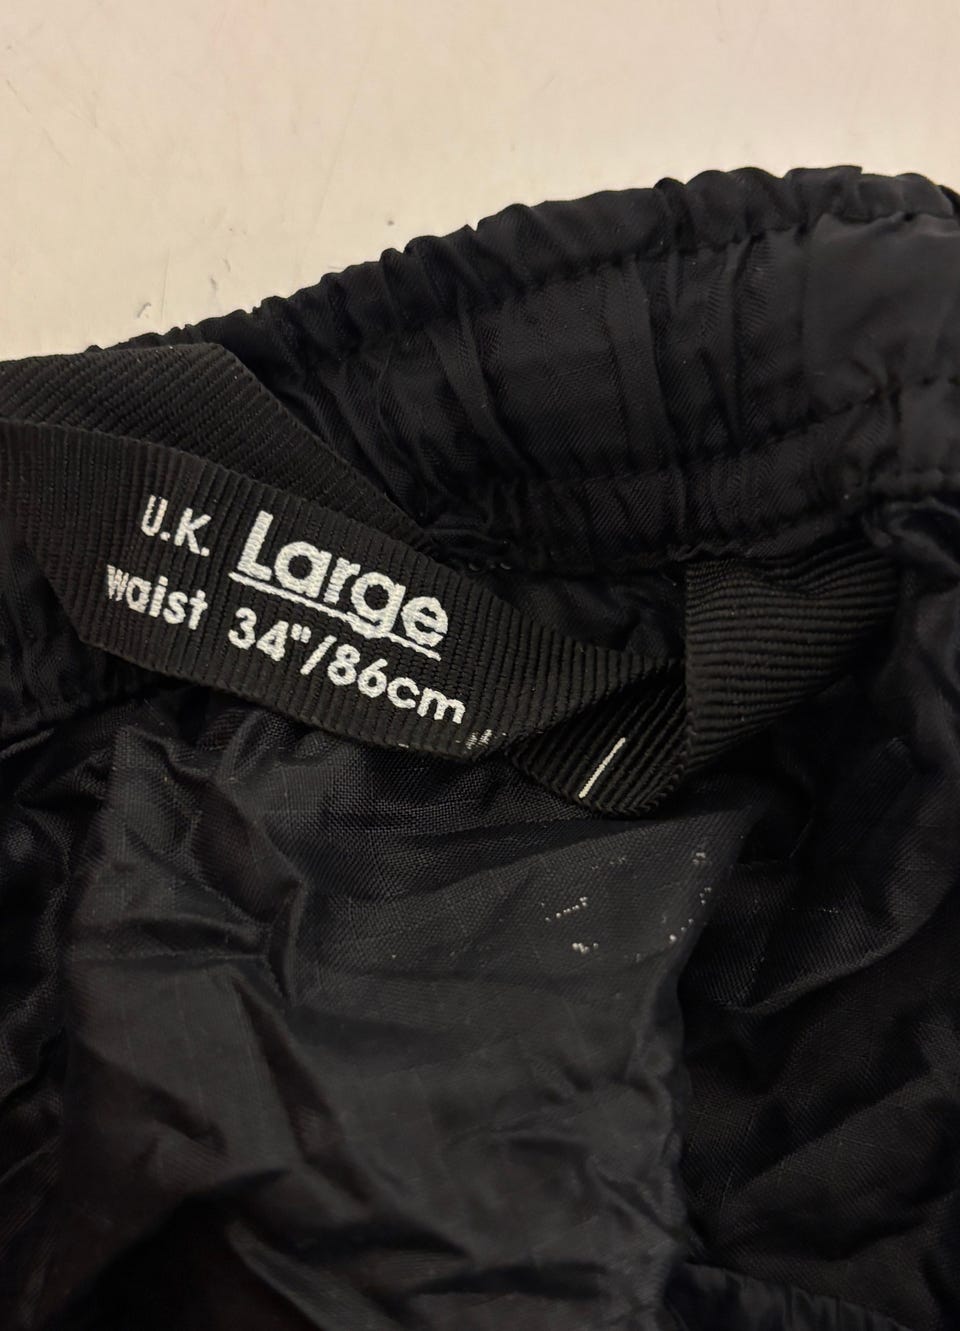 U.K. Large
waist 34"/86cm